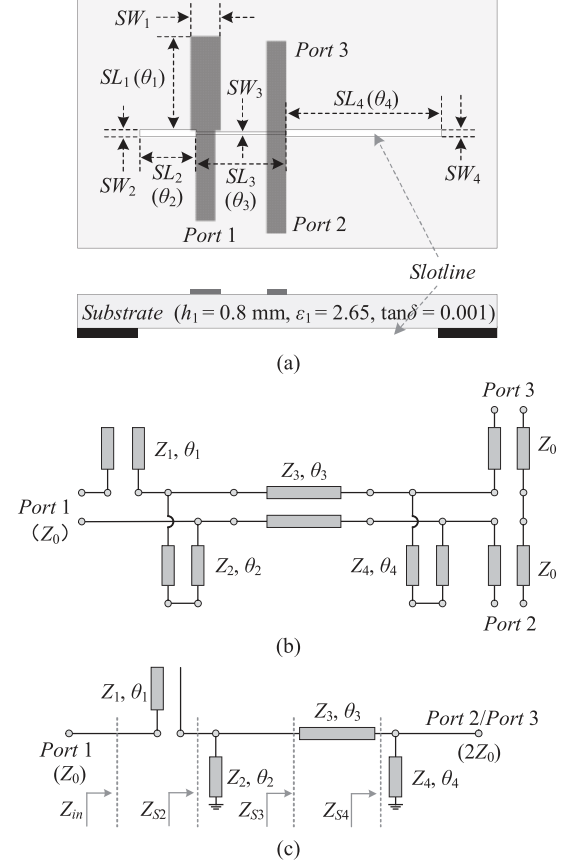 SW₁
Port 3
SL₁(θ₁)
SW₃
SL₄(θ₄)
SW₂
SL₂
(θ₂)
SL₃
(θ₃)
SW₄
Port 1
Port 2
Slotline
Substrate (h₁ = 0.8 mm, ε₁ = 2.65, tanδ = 0.001)
(a)
Port 3
Z₁, θ₁
Z₃, θ₃
Z₀
Port 1
(Z₀)
Z₂, θ₂
Z₄, θ₄
Z₀
Port 2
(b)
Z₁, θ₁
Z₃, θ₃
Port 2/Port 3
(2Z₀)
Port 1
(Z₀)
Z₂, θ₂
Z₄, θ₄
Zin
ZS2
ZS3
ZS4
(c)